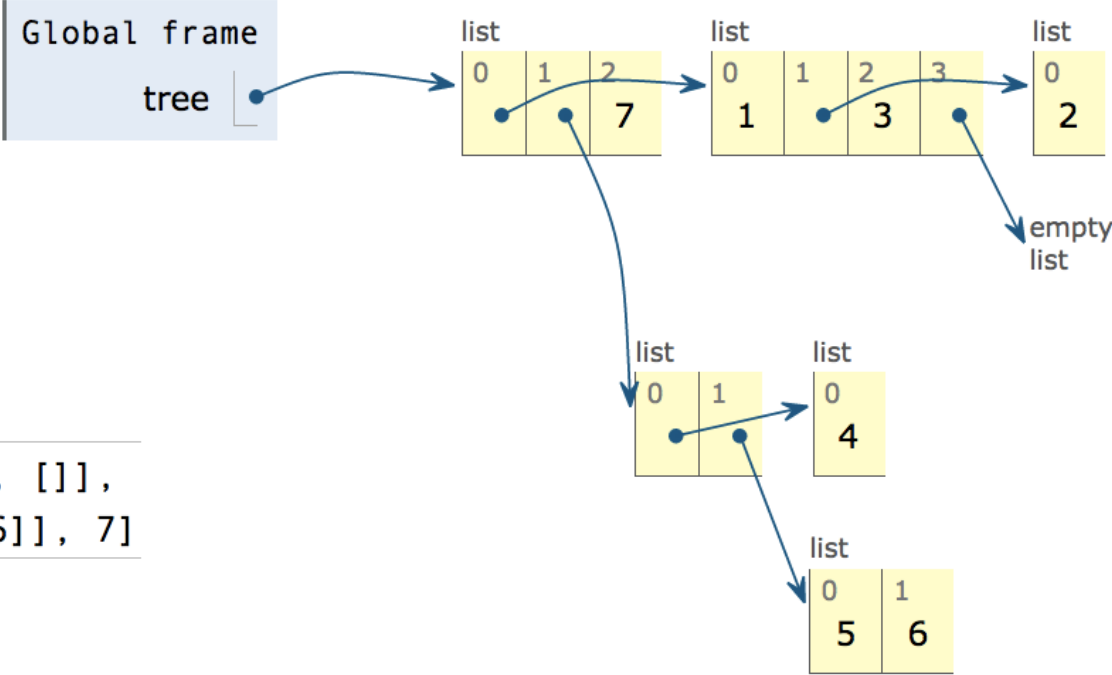 Global frame
tree
list
0 1 2
7
list
0 1 2 3
1 3
list
0
2
empty
list
list
0 1
list
0
4
, []],
]], 7]
list
0 1
5 6